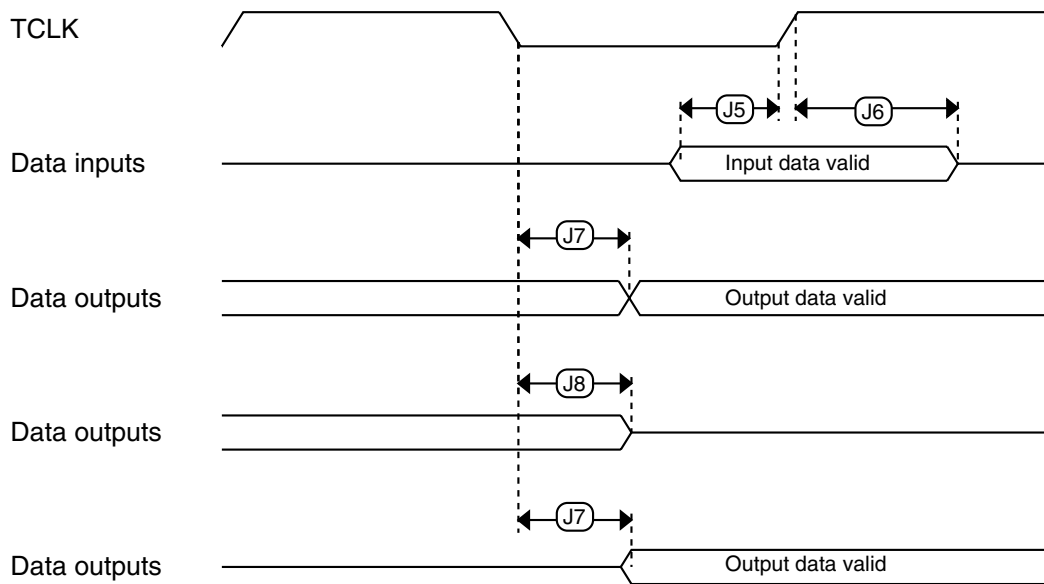 TCLK
J5
J6
Data inputs
Input data valid
J7
Data outputs
Output data valid
J8
Data outputs
J7
Data outputs
Output data valid